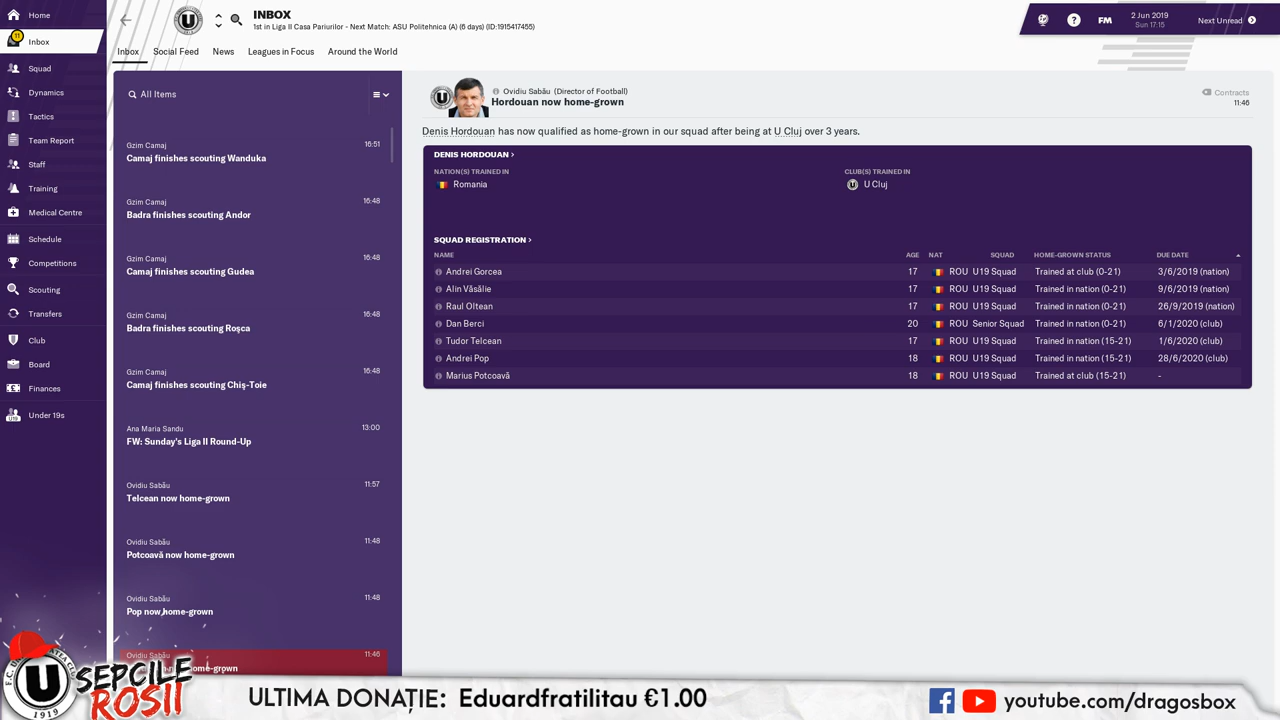 Home
Inbox
11
Squad
Dynamics
Tactics
Team Report
Staff
Training
Medical Centre
Schedule
Competitions
Scouting
Transfers
Club
Board
Finances
Under 19s
INBOX
1st in Liga II Casa Pariurilor - Next Match: ASU Politehnica (A) (6 days) (ID:1915417455)
FM
2 Jun 2019
Sun 17:15
Next Unread
Inbox Social Feed News Leagues in Focus Around the World
All Items
Gzim Camaj 16:51
Camaj finishes scouting Wanduka
Gzim Camaj 16:48
Badra finishes scouting Andor
Gzim Camaj 16:48
Camaj finishes scouting Gudea
Gzim Camaj 16:48
Badra finishes scouting Roșca
Gzim Camaj 16:48
Camaj finishes scouting Chiș-Toie
Ana Maria Sandu 13:00
FW: Sunday's Liga II Round-Up
Ovidiu Sabău 11:57
Telcean now home-grown
Ovidiu Sabău 11:48
Potcoavă now home-grown
Ovidiu Sabău 11:48
Pop now home-grown
Ovidiu Sabău 11:46
home-grown
Ovidiu Sabău (Director of Football)
Hordouan now home-grown
Contracts
11:46
Denis Hordouan has now qualified as home-grown in our squad after being at U Cluj over 3 years.
DENIS HORDOUAN >
NATION(S) TRAINED IN CLUB(S) TRAINED IN
Romania U Cluj
SQUAD REGISTRATION >
NAME AGE NAT SQUAD HOME-GROWN STATUS DUE DATE
Andrei Gorcea 17 ROU U19 Squad Trained at club (0-21) 3/6/2019 (nation)
Alin Văsălie 17 ROU U19 Squad Trained in nation (0-21) 9/6/2019 (nation)
Raul Oltean 17 ROU U19 Squad Trained in nation (0-21) 26/9/2019 (nation)
Dan Berci 20 ROU Senior Squad Trained in nation (0-21) 6/1/2020 (club)
Tudor Telcean 17 ROU U19 Squad Trained in nation (15-21) 1/6/2020 (club)
Andrei Pop 18 ROU U19 Squad Trained in nation (15-21) 28/6/2020 (club)
Marius Potcoavă 18 ROU U19 Squad Trained at club (15-21) -
U
1919
SEPCILE
ROSII
ULTIMA DONAȚIE: Eduardfratilitau €1.00
youtube.com/dragosbox